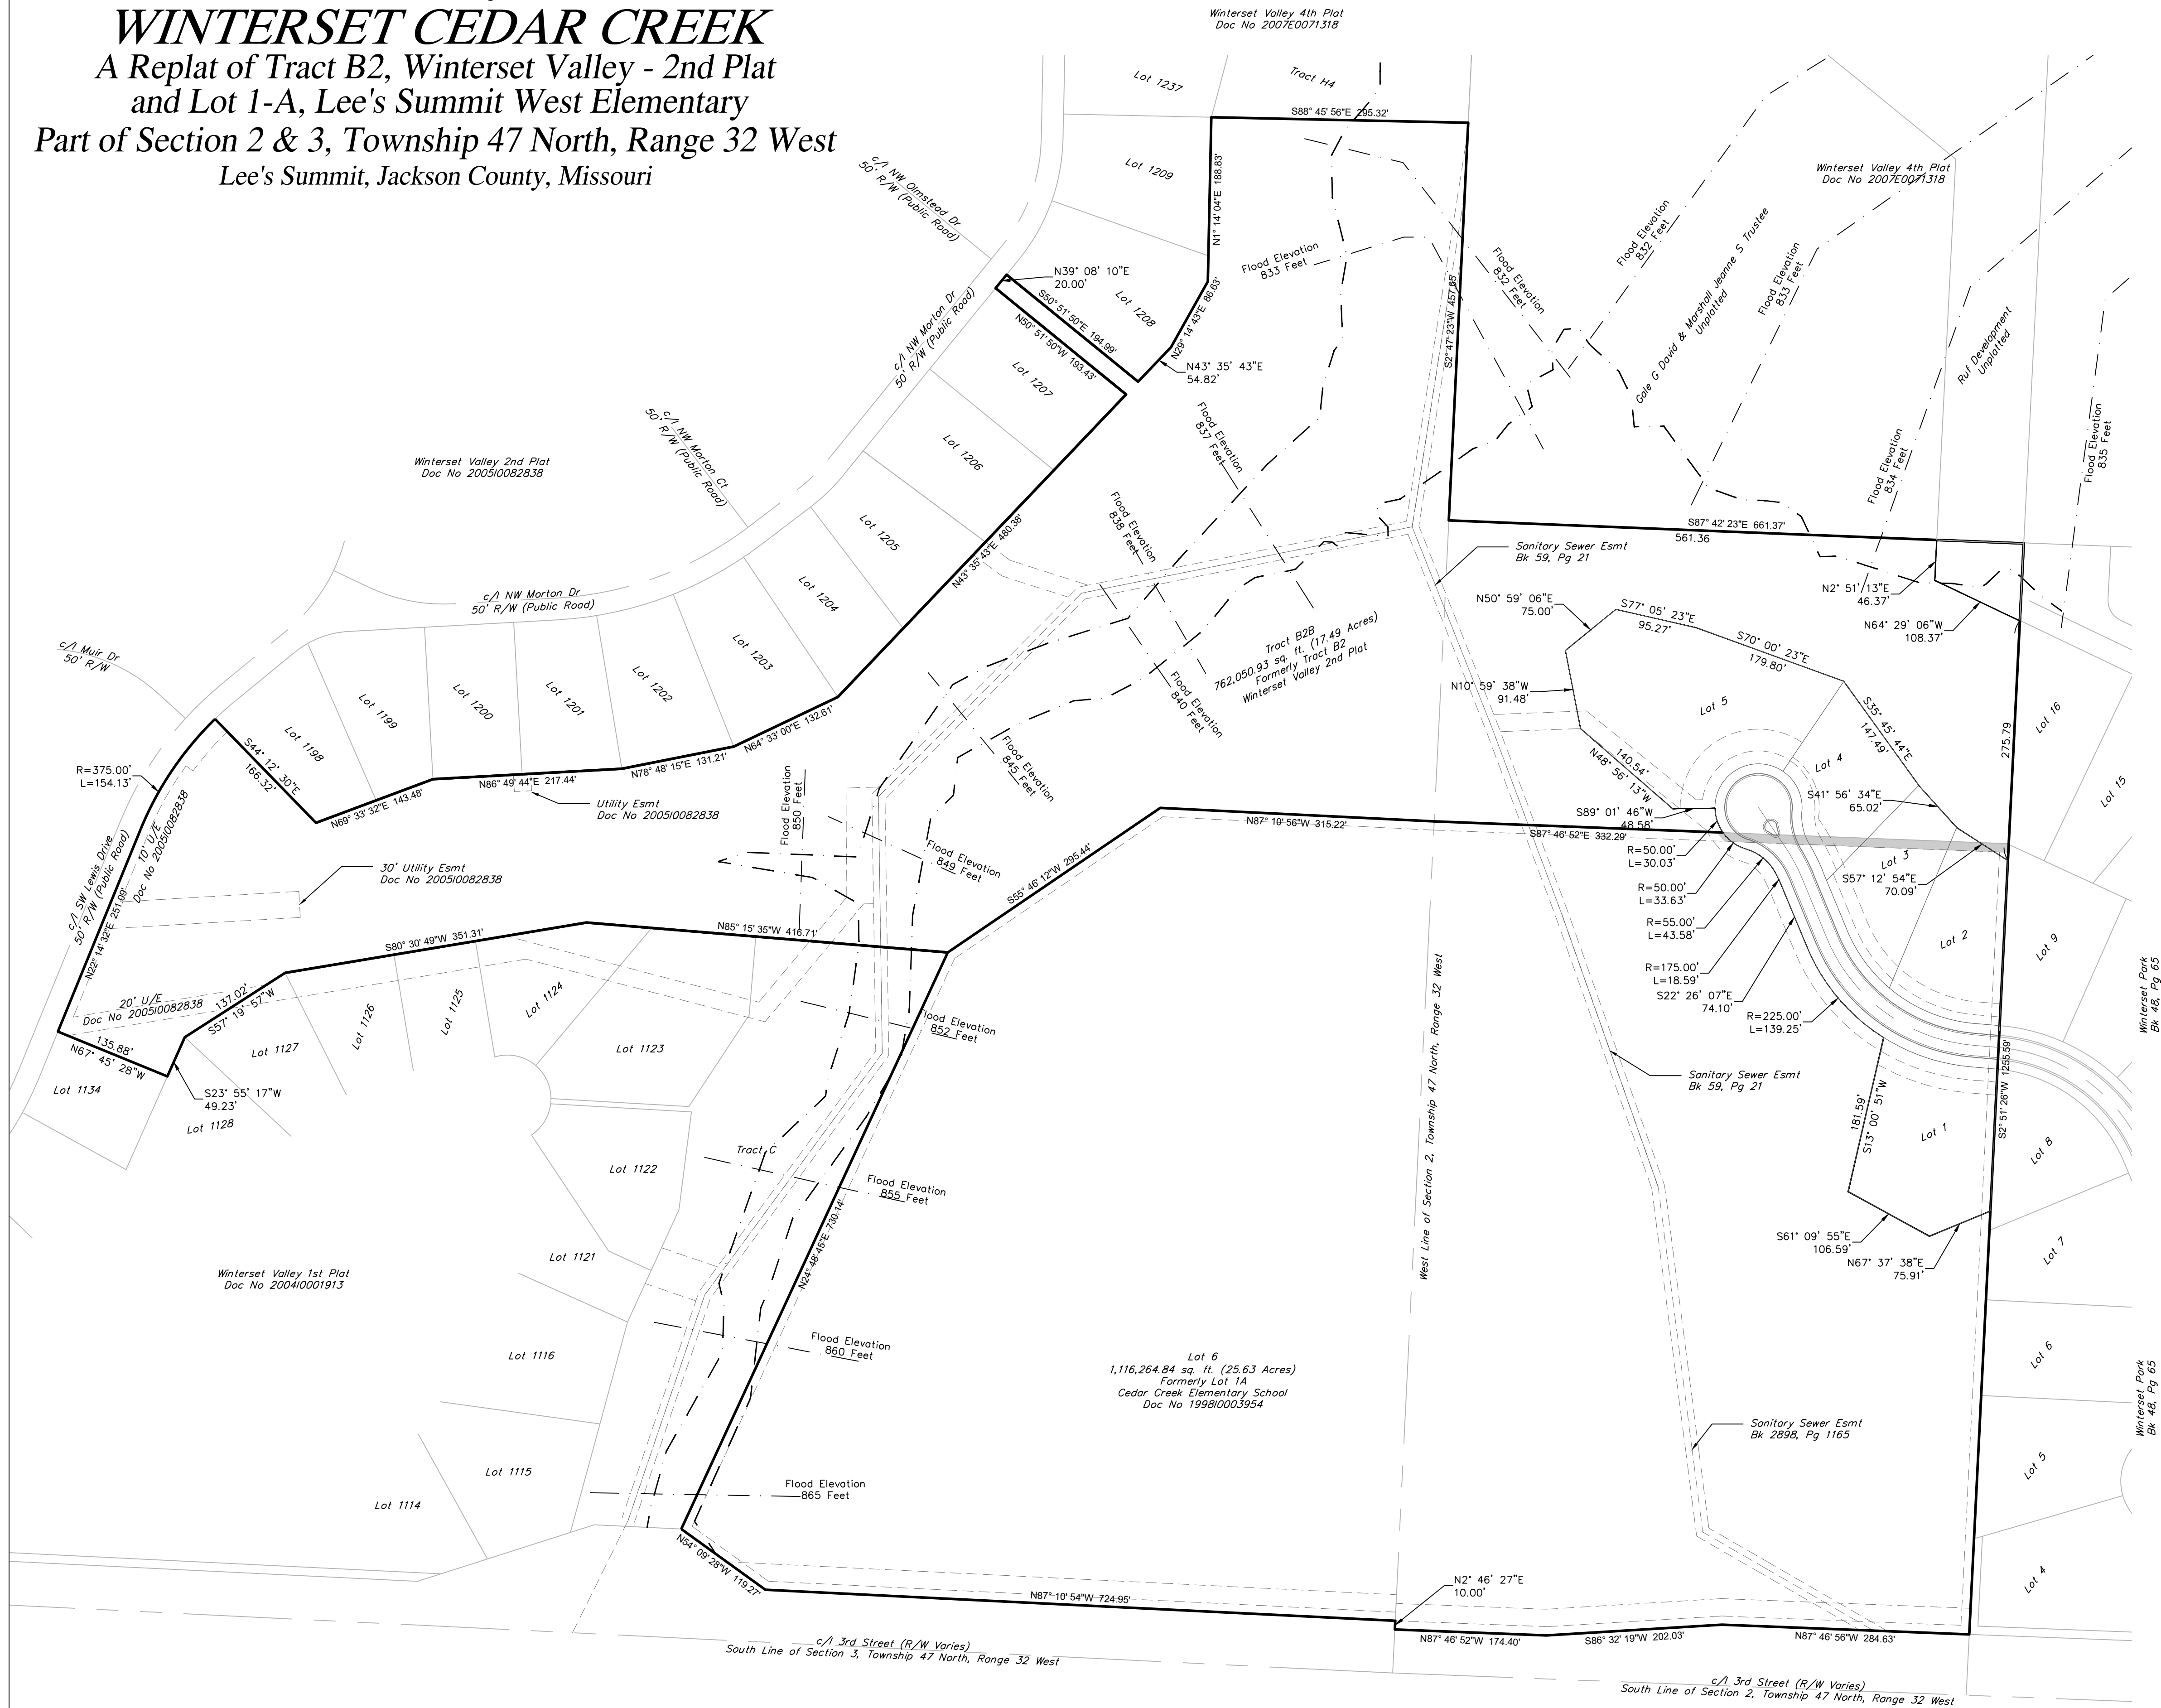 WINTERSET CEDAR CREEK
A Replat of Tract B2, Winterset Valley - 2nd Plat
and Lot 1-A, Lee's Summit West Elementary
Part of Section 2 & 3, Township 47 North, Range 32 West
Lee's Summit, Jackson County, Missouri
Winterset Valley 4th Plat
Doc No 2007E0071318
Lot 1237
Tract H4
S88° 45' 56"E 295.32'
Lot 1209
N1° 14' 04"E 188.83'
c/l NW Olmstead Dr
50' R/W (Public Road)
Winterset Valley 4th Plat
Doc No 2007E0071318
Flood Elevation
833 Feet
Flood Elevation
832 Feet
Flood Elevation
832 Feet
Gale G David & Marshall Jeanne S Trustee
Unplatted
Flood Elevation
833 Feet
Ruf Development
Unplatted
N39° 08' 10"E
20.00'
S50° 51' 50"E 194.99'
Lot 1208
N29° 14' 43"E 86.63'
N50° 51' 50"W 193.43'
N43° 35' 43"E
54.82'
S2° 47' 23"W 457.65'
c/l NW Morton Dr
50' R/W (Public Road)
Lot 1207
Lot 1206
c/l NW Morton Ct
50' R/W (Public Road)
Winterset Valley 2nd Plat
Doc No 2005I0082838
Flood Elevation
837 Feet
Flood Elevation
838 Feet
Flood Elevation
834 Feet
Flood Elevation
835 Feet
Lot 1205
N43° 35' 43"E 480.38'
S87° 42' 23"E 661.37'
561.36
Sanitary Sewer Esmt
Bk 59, Pg 21
Lot 1204
c/l NW Morton Dr
50' R/W (Public Road)
N2° 51' 13"E
46.37'
N64° 29' 06"W
108.37'
N50° 59' 06"E
75.00'
S77° 05' 23"E
95.27'
S70° 00' 23"E
179.80'
Tract B2B
762,050.93 sq. ft. (17.49 Acres)
Formerly Tract B2
Winterset Valley 2nd Plat
Flood Elevation
840 Feet
c/l Muir Dr
50' R/W
Lot 1203
Lot 1202
Lot 1201
Lot 1200
Lot 1199
Lot 1198
N10° 59' 38"W
91.48'
Lot 5
S35° 45' 44"E
147.49'
275.79
Lot 16
Lot 15
S44° 12' 30"E
166.32'
N64° 33' 00"E 132.61'
N78° 48' 15"E 131.21'
N86° 49' 44"E 217.44'
N69° 33' 32"E 143.48'
Flood Elevation
845 Feet
R=375.00'
L=154.13'
Utility Esmt
Doc No 2005I0082838
Flood Elevation
850 Feet
140.54'
N48° 56' 13"W
Lot 4
S41° 56' 34"E
65.02'
S89° 01' 46"W
48.58'
N87° 10' 56"W 315.22'
S87° 46' 52"E 332.29'
R=50.00'
L=30.03'
Lot 3
S57° 12' 54"E
70.09'
R=50.00'
L=33.63'
R=55.00'
L=43.58'
c/l SW Lewis Drive
50' R/W (Public Road)
10' U/E
Doc No 2005I0082838
30' Utility Esmt
Doc No 2005I0082838
Flood Elevation
849 Feet
S55° 46' 12"W 295.44'
N22° 14' 32"E 251.09'
S80° 30' 49"W 351.31'
N85° 15' 35"W 416.71'
Lot 2
Lot 9
R=175.00'
L=18.59'
S22° 26' 07"E
74.10'
R=225.00'
L=139.25'
Winterset Park
Bk 48, Pg 65
20' U/E
Doc No 2005I0082838
137.02'
S57° 19' 57"W
135.88'
N67° 45' 28"W
S23° 55' 17"W
49.23'
Lot 1134
Lot 1128
Lot 1127
Lot 1126
Lot 1125
Lot 1124
Lot 1123
Flood Elevation
852 Feet
West Line of Section 2, Township 47 North, Range 32 West
Sanitary Sewer Esmt
Bk 59, Pg 21
S2° 51' 26"W 1255.59'
181.59'
S13° 00' 51"W
Lot 1
Lot 8
Tract C
Lot 1122
Flood Elevation
855 Feet
N24° 48' 45"E 730.14'
S61° 09' 55"E
106.59'
N67° 37' 38"E
75.91'
Lot 7
Winterset Valley 1st Plat
Doc No 2004I0001913
Lot 1121
Lot 1116
Flood Elevation
860 Feet
Lot 6
1,116,264.84 sq. ft. (25.63 Acres)
Formerly Lot 1A
Cedar Creek Elementary School
Doc No 1998I0003954
Lot 6
Winterset Park
Bk 48, Pg 65
Sanitary Sewer Esmt
Bk 2898, Pg 1165
Lot 5
Lot 1115
Lot 1114
Flood Elevation
865 Feet
N54° 09' 28"W 119.27'
N87° 10' 54"W 724.95'
N2° 46' 27"E
10.00'
Lot 4
N87° 46' 52"W 174.40'
S86° 32' 19"W 202.03'
N87° 46' 56"W 284.63'
c/l 3rd Street (R/W Varies)
South Line of Section 3, Township 47 North, Range 32 West
c/l 3rd Street (R/W Varies)
South Line of Section 2, Township 47 North, Range 32 West